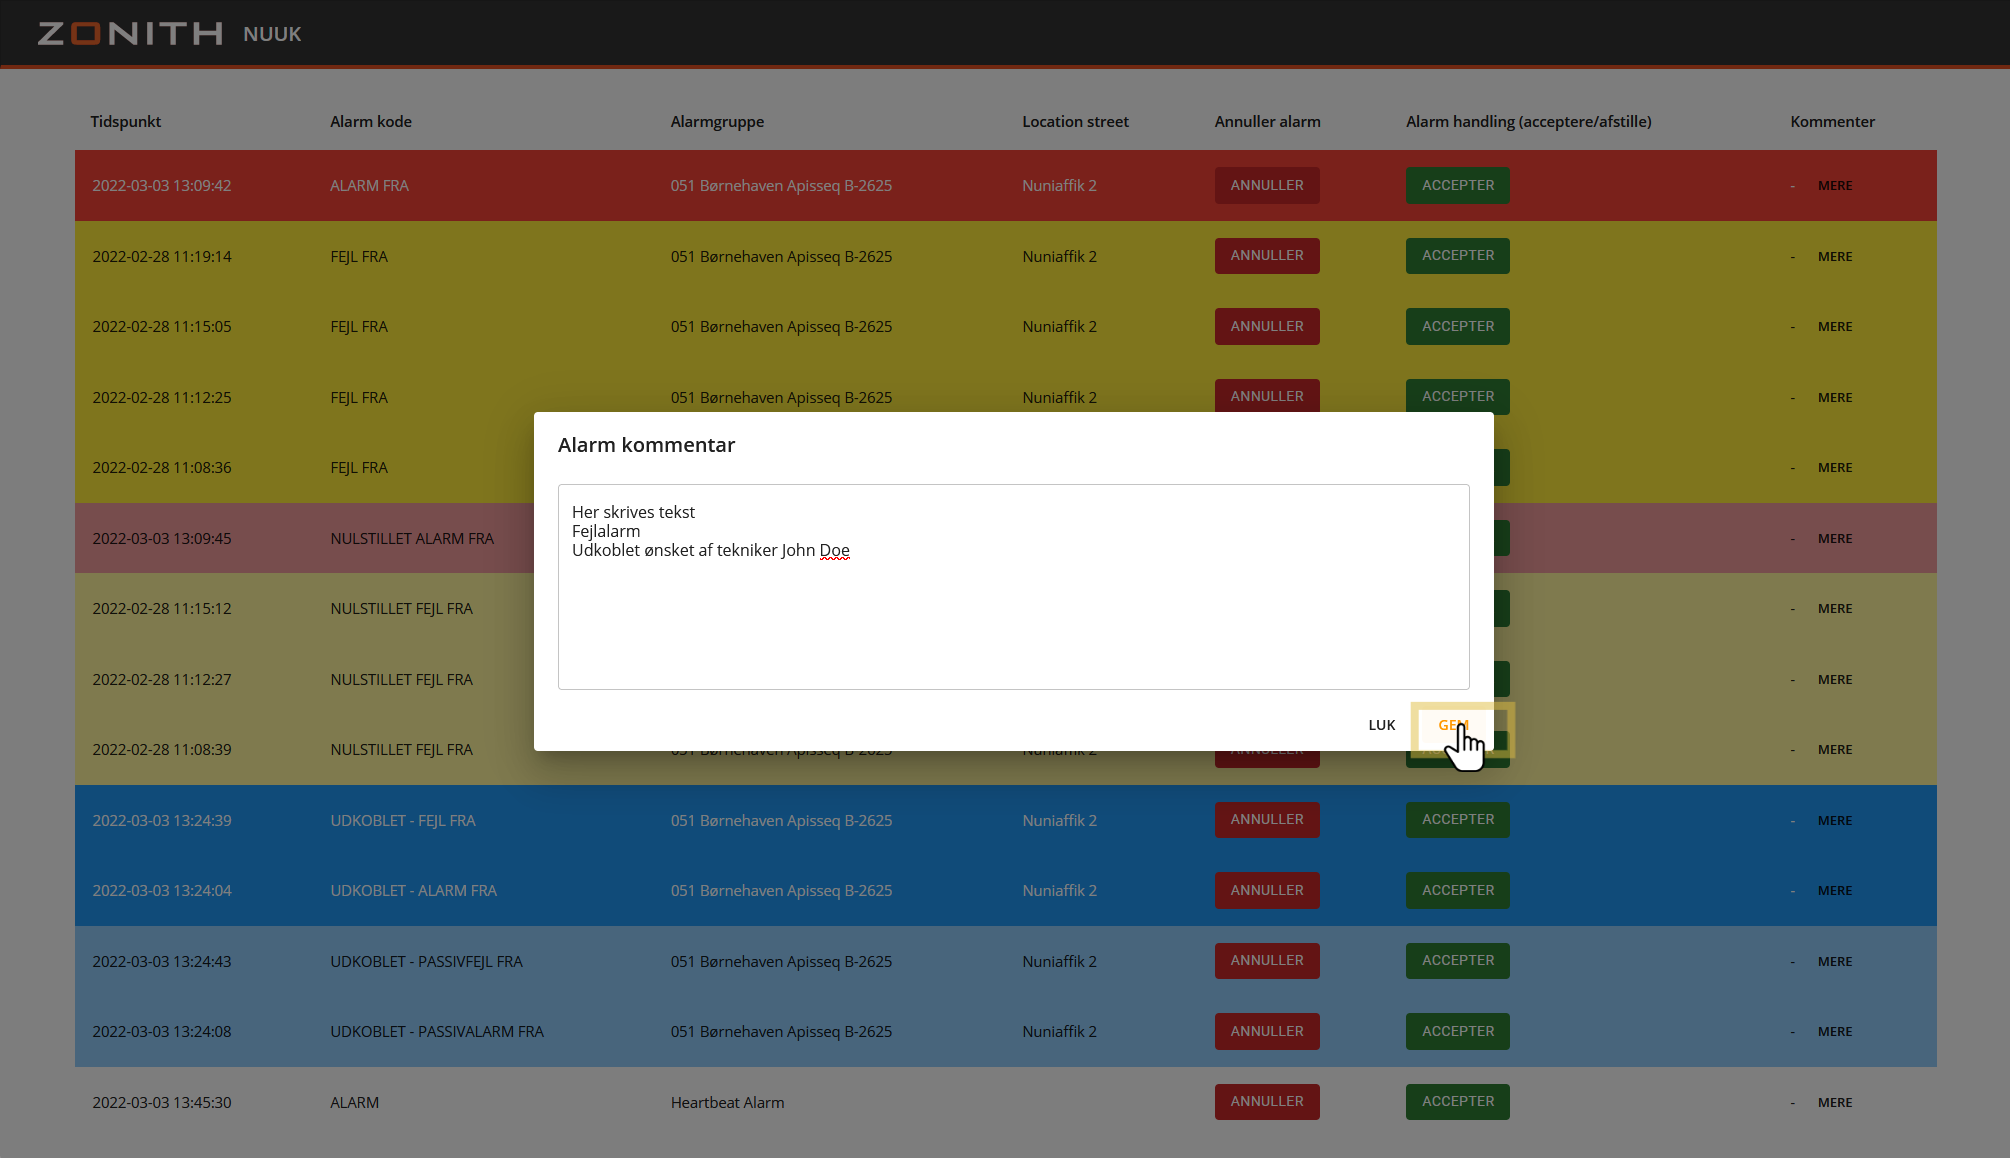 ZONITH NUUK
Tidspunkt Alarm kode Alarmgruppe Location street Annuller alarm Alarm handling (acceptere/afstille) Kommenter
2022-03-03 13:09:42 ALARM FRA 051 Børnehaven Apisseq B-2625 Nuniaffik 2 ANNULLER ACCEPTER - MERE
2022-02-28 11:19:14 FEJL FRA 051 Børnehaven Apisseq B-2625 Nuniaffik 2 ANNULLER ACCEPTER - MERE
2022-02-28 11:15:05 FEJL FRA 051 Børnehaven Apisseq B-2625 Nuniaffik 2 ANNULLER ACCEPTER - MERE
2022-02-28 11:12:25 FEJL FRA 051 Børnehaven Apisseq B-2625 Nuniaffik 2 ANNULLER ACCEPTER - MERE
2022-02-28 11:08:36 FEJL FRA - MERE
2022-03-03 13:09:45 NULSTILLET ALARM FRA - MERE
2022-02-28 11:15:12 NULSTILLET FEJL FRA - MERE
2022-02-28 11:12:27 NULSTILLET FEJL FRA - MERE
2022-02-28 11:08:39 NULSTILLET FEJL FRA 051 Børnehaven Apisseq B-2625 Nuniaffik 2 ANNULLER - MERE
Alarm kommentar
Her skrives tekst
Fejlalarm
Udkoblet ønsket af tekniker John Doe
LUK GEM
2022-03-03 13:24:39 UDKOBLET - FEJL FRA 051 Børnehaven Apisseq B-2625 Nuniaffik 2 ANNULLER ACCEPTER - MERE
2022-03-03 13:24:04 UDKOBLET - ALARM FRA 051 Børnehaven Apisseq B-2625 Nuniaffik 2 ANNULLER ACCEPTER - MERE
2022-03-03 13:24:43 UDKOBLET - PASSIVFEJL FRA 051 Børnehaven Apisseq B-2625 Nuniaffik 2 ANNULLER ACCEPTER - MERE
2022-03-03 13:24:08 UDKOBLET - PASSIVALARM FRA 051 Børnehaven Apisseq B-2625 Nuniaffik 2 ANNULLER ACCEPTER - MERE
2022-03-03 13:45:30 ALARM Heartbeat Alarm ANNULLER ACCEPTER - MERE